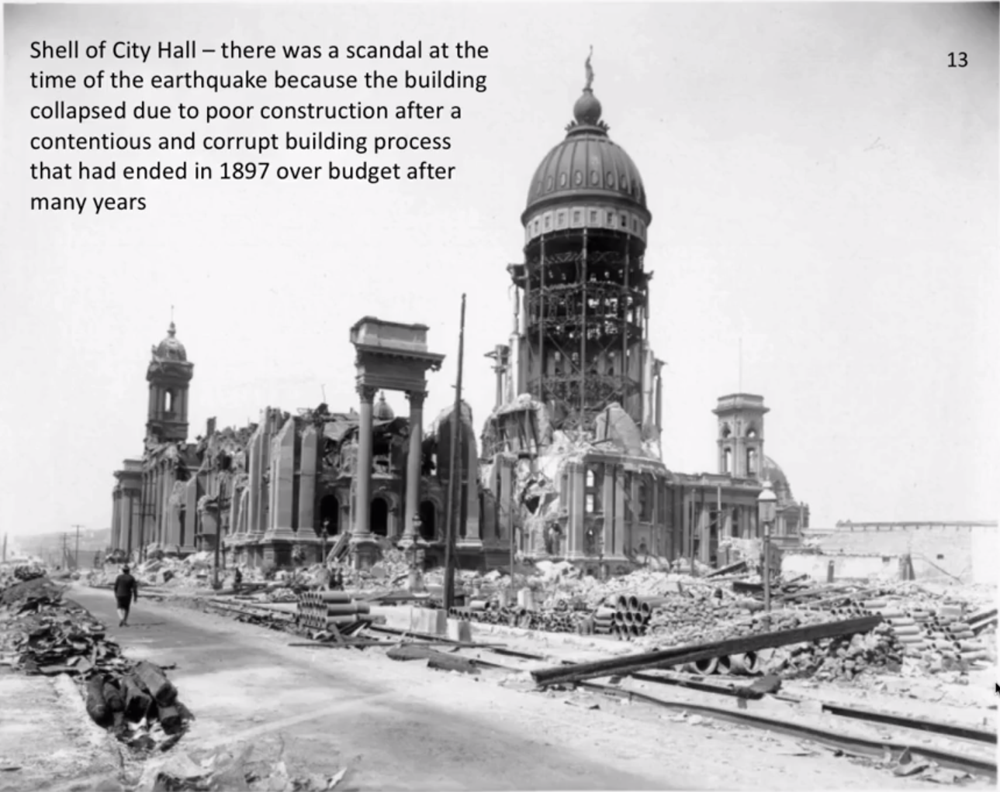 Shell of City Hall – there was a scandal at the
time of the earthquake because the building
collapsed due to poor construction after a
contentious and corrupt building process
that had ended in 1897 over budget after
many years
13